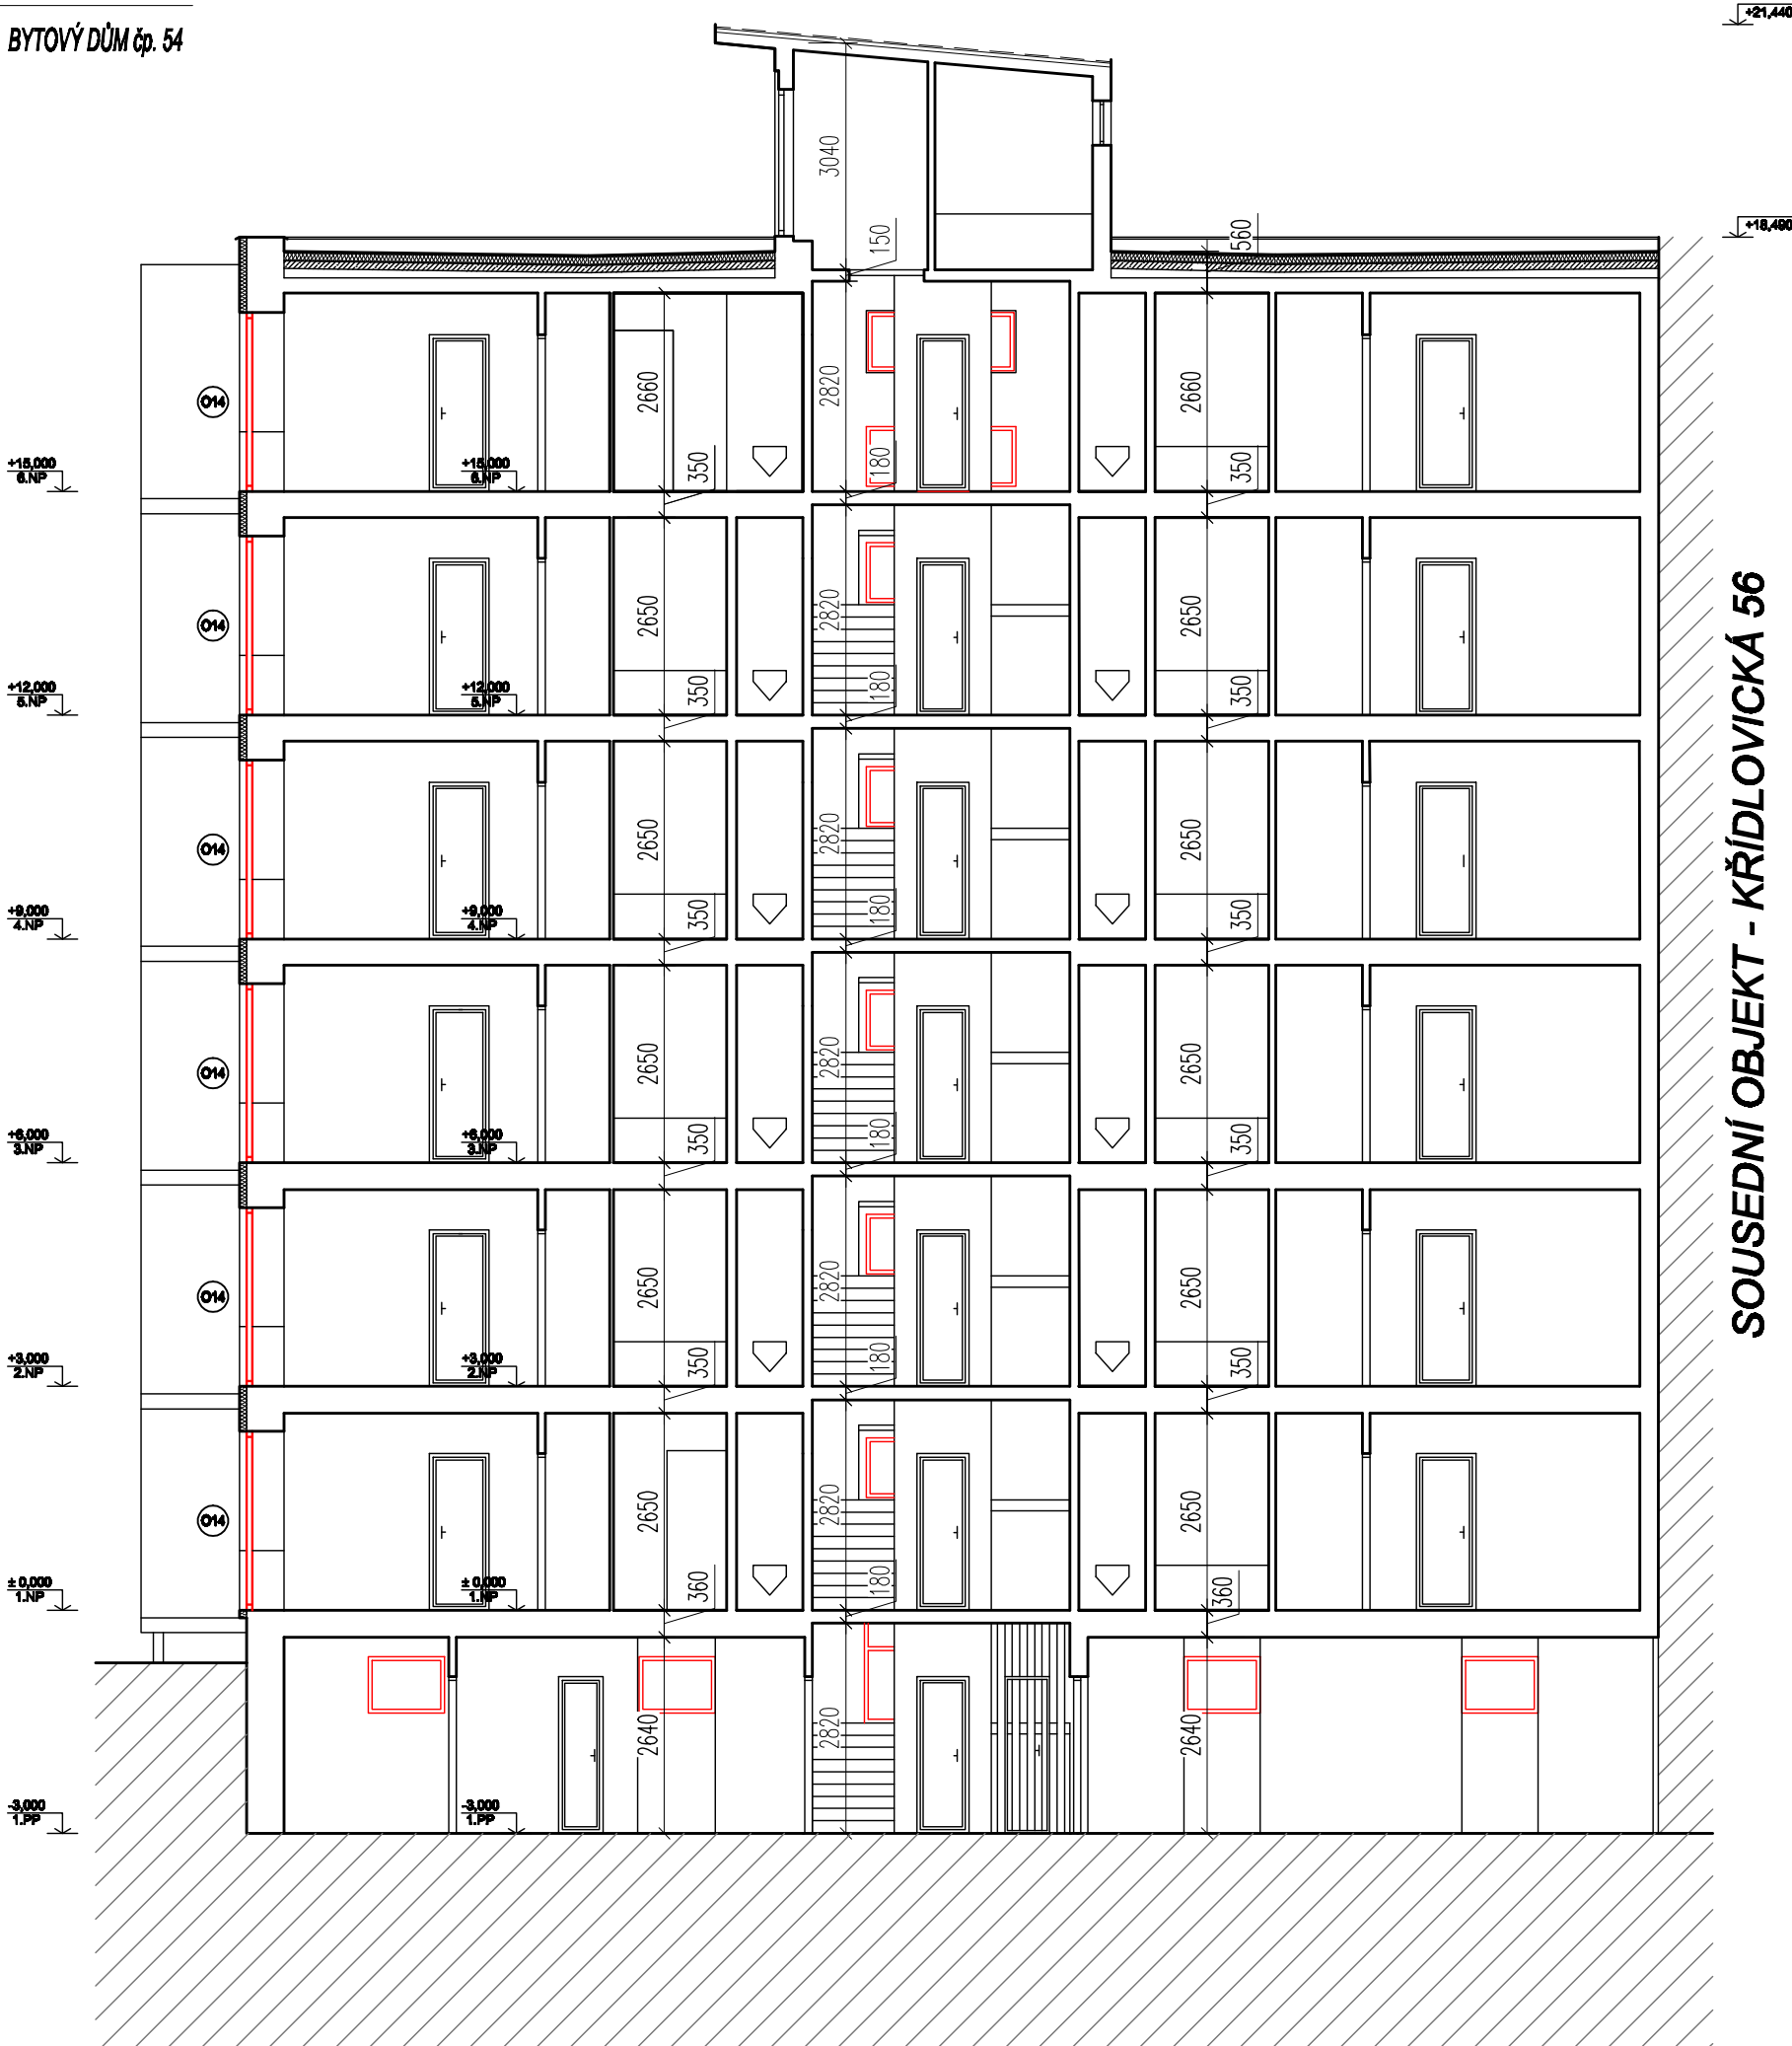 BYTOVÝ DŮM čp. 54
+21,440
+18,490
3040
150
560
2660
2820
2660
O14
350
180
350
+15,000
6.NP
+15,000
6.NP
2650
2820
2650
O14
350
180
350
+12,000
5.NP
+12,000
5.NP
2650
2820
2650
O14
350
180
350
+9,000
4.NP
+9,000
4.NP
2650
2820
2650
O14
350
180
350
+6,000
3.NP
+6,000
3.NP
2650
2820
2650
O14
350
180
350
+3,000
2.NP
+3,000
2.NP
2650
2820
2650
O14
360
180
360
± 0,000
1.NP
± 0,000
1.NP
2640
2820
2640
-3,000
1.PP
-3,000
1.PP
SOUSEDNÍ OBJEKT - KŘÍDLOVICKÁ 56